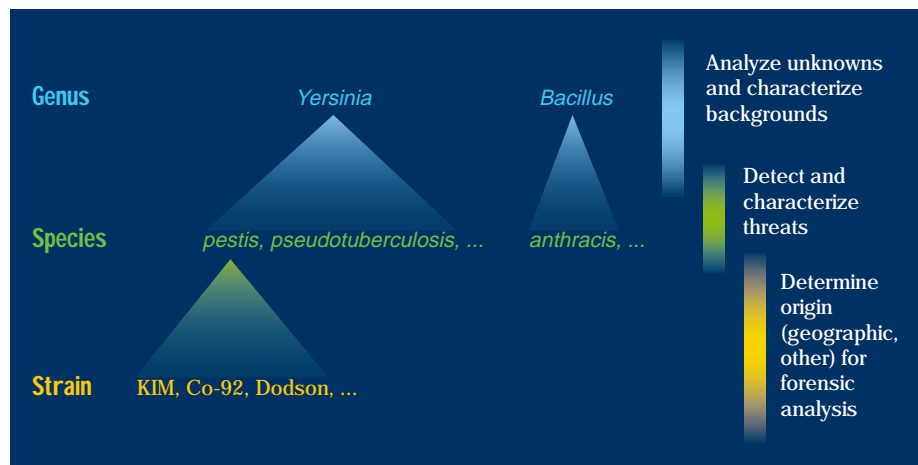 Genus
Yersinia
Bacillus
Analyze unknowns
and characterize
backgrounds
Species
pestis, pseudotuberculosis, ...
anthracis, ...
Detect and
characterize
threats
Strain
KIM, Co-92, Dodson, ...
Determine
origin
(geographic,
other) for
forensic
analysis